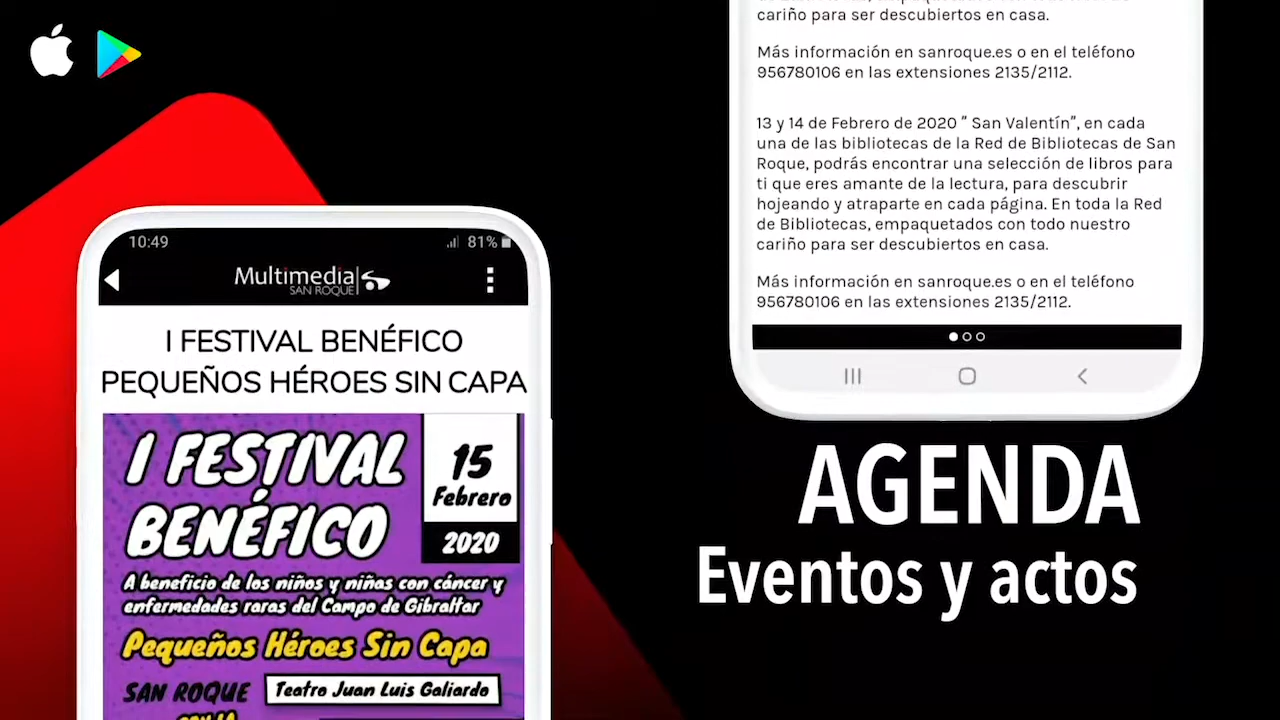 10:49
81%
Multimedia
SAN ROQUE
I FESTIVAL BENÉFICO
PEQUEÑOS HÉROES SIN CAPA
I FESTIVAL
BENÉFICO
15
Febrero
2020
A beneficio de los niños y niñas con cáncer y
enfermedades raras del Campo de Gibraltar
Pequeños Héroes Sin Capa
SAN ROQUE
Teatro Juan Luis Galiardo
cariño para ser descubiertos en casa.
Más información en sanroque.es o en el teléfono
956780106 en las extensiones 2135/2112.
13 y 14 de Febrero de 2020 " San Valentín", en cada
una de las bibliotecas de la Red de Bibliotecas de San
Roque, podrás encontrar una selección de libros para
ti que eres amante de la lectura, para descubrir
hojeando y atraparte en cada página. En toda la Red
de Bibliotecas, empaquetados con todo nuestro
cariño para ser descubiertos en casa.
Más información en sanroque.es o en el teléfono
956780106 en las extensiones 2135/2112.
AGENDA
Eventos y actos